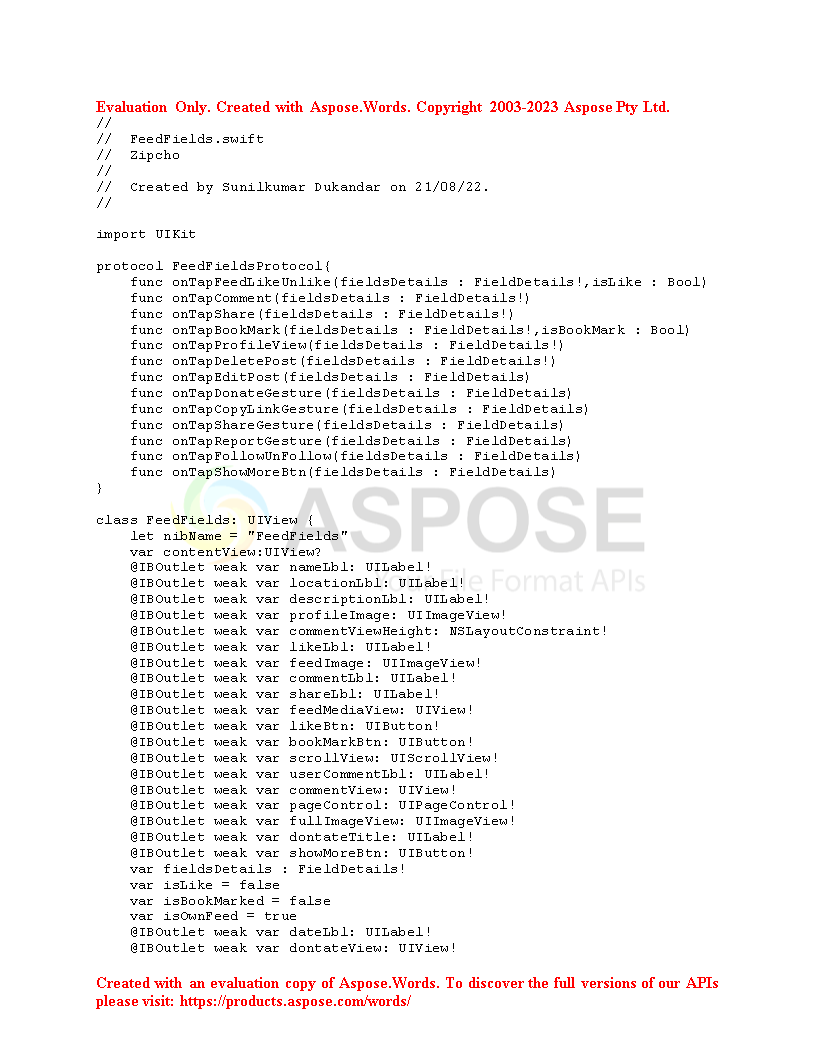 Evaluation Only. Created with Aspose.Words. Copyright 2003-2023 Aspose Pty Ltd.
//
//  FeedFields.swift
//  Zipcho
//
//  Created by Sunilkumar Dukandar on 21/08/22.
//
import UIKit
protocol FeedFieldsProtocol{
    func onTapFeedLikeUnlike(fieldsDetails : FieldDetails!,isLike : Bool)
    func onTapComment(fieldsDetails : FieldDetails!)
    func onTapShare(fieldsDetails : FieldDetails!)
    func onTapBookMark(fieldsDetails : FieldDetails!,isBookMark : Bool)
    func onTapProfileView(fieldsDetails : FieldDetails!)
    func onTapDeletePost(fieldsDetails : FieldDetails!)
    func onTapEditPost(fieldsDetails : FieldDetails)
    func onTapDonateGesture(fieldsDetails : FieldDetails)
    func onTapCopyLinkGesture(fieldsDetails : FieldDetails)
    func onTapShareGesture(fieldsDetails : FieldDetails)
    func onTapReportGesture(fieldsDetails : FieldDetails)
    func onTapFollowUnFollow(fieldsDetails : FieldDetails)
    func onTapShowMoreBtn(fieldsDetails : FieldDetails)
}
ASPOSE
class FeedFields: UIView {
    let nibName = "FeedFields"
    var contentView:UIView?
    @IBOutlet weak var nameLbl: UILabel!
    @IBOutlet weak var locationLbl: UILabel!
Your File Format APIs
    @IBOutlet weak var descriptionLbl: UILabel!
    @IBOutlet weak var profileImage: UIImageView!
    @IBOutlet weak var commentViewHeight: NSLayoutConstraint!
    @IBOutlet weak var likeLbl: UILabel!
    @IBOutlet weak var feedImage: UIImageView!
    @IBOutlet weak var commentLbl: UILabel!
    @IBOutlet weak var shareLbl: UILabel!
    @IBOutlet weak var feedMediaView: UIView!
    @IBOutlet weak var likeBtn: UIButton!
    @IBOutlet weak var bookMarkBtn: UIButton!
    @IBOutlet weak var scrollView: UIScrollView!
    @IBOutlet weak var userCommentLbl: UILabel!
    @IBOutlet weak var commentView: UIView!
    @IBOutlet weak var pageControl: UIPageControl!
    @IBOutlet weak var fullImageView: UIImageView!
    @IBOutlet weak var dontateTitle: UILabel!
    @IBOutlet weak var showMoreBtn: UIButton!
    var fieldsDetails : FieldDetails!
    var isLike = false
    var isBookMarked = false
    var isOwnFeed = true
    @IBOutlet weak var dateLbl: UILabel!
    @IBOutlet weak var dontateView: UIView!
Created with an evaluation copy of Aspose.Words. To discover the full versions of our APIs
please visit: https://products.aspose.com/words/